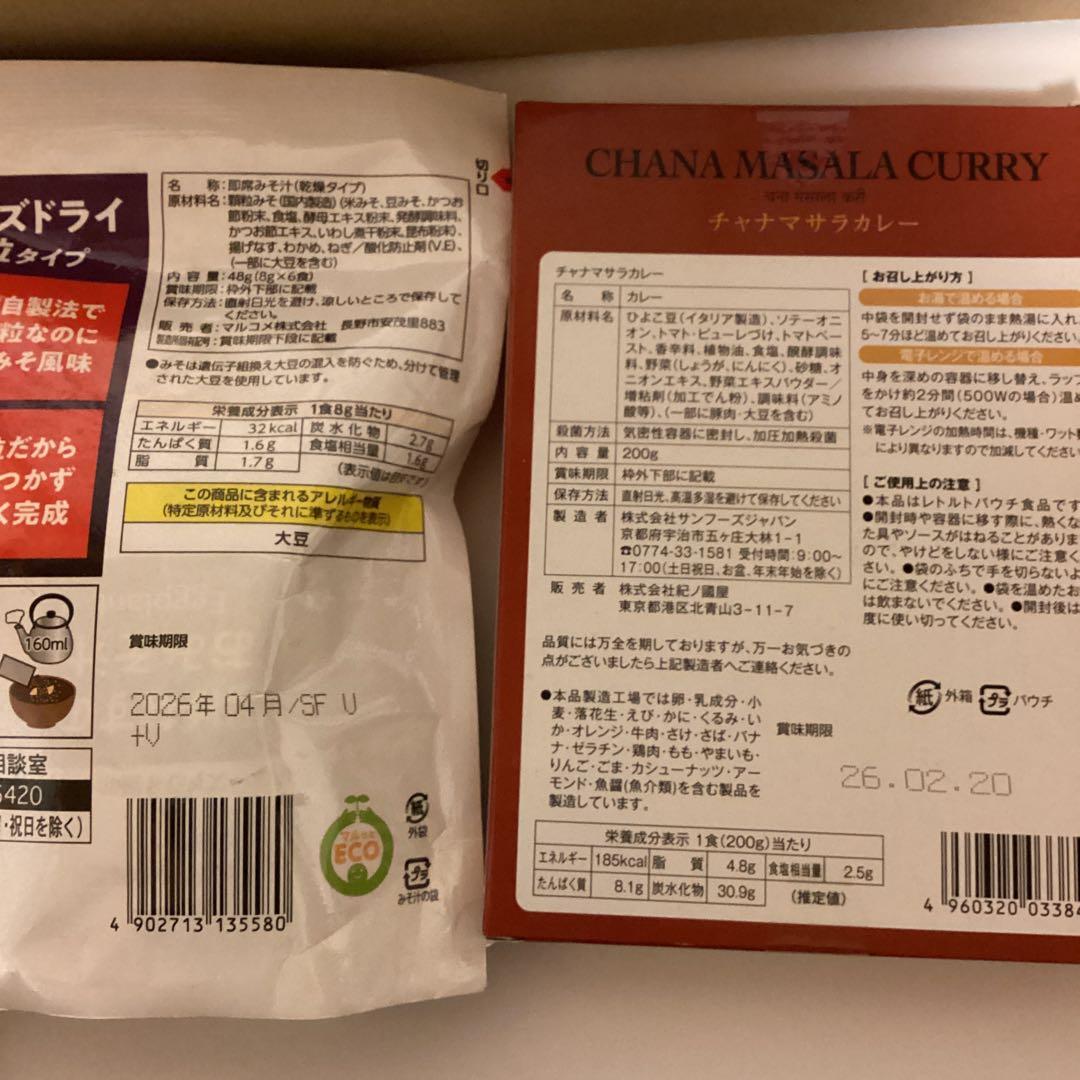 切り口
ズドライ
立タイプ
自製法で
粒なのに
みそ風味
粒だから
つかず
く完成
160ml
相談室
5420
・祝日を除く)
名 称:即席みそ汁(乾燥タイプ)
原材料名:顆粒みそ(国内製造)(米みそ、豆みそ、かつお
節粉末、食塩、酵母エキス粉末、発酵調味料、
かつお節エキス、いわし煮干粉末、昆布粉末)、
揚げなす、わかめ、ねぎ/酸化防止剤(V.E)、
(一部に大豆を含む)
内 容 量:48g(8g×6食)
賞味期限:枠外下部に記載
保存方法:直射日光を避け、涼しいところで保存して
ください。
販 売 者:マルコメ株式会社 長野市安茂里883
製造所固有記号:賞味期限下段に記載
●みそは遺伝子組換え大豆の混入を防ぐため、分けて管理
された大豆を使用しています。
栄養成分表示 1食8g当たり
エネルギー 32kcal 炭水化物 2.7g
たんぱく質 1.6g 食塩相当量 1.6g
脂 質 1.7g
この商品に含まれるアレルギー物質
(特定原材料及びそれに準ずるものを表示)
大豆
賞味期限
2026年04月/SF U
+V
マルっと
ECO
紙
外袋
プラ
みそ汁の袋
4 902713 135580
CHANA MASALA CURRY
चना मसाला करी
チャナマサラカレー
チャナマサラカレー
名 称 カレー
原材料名 ひよこ豆(イタリア製造)、ソテーオニ
オン、トマト・ピューレづけ、トマトペー
スト、香辛料、植物油、食塩、醗酵調味
料、野菜(しょうが、にんにく)、砂糖、オ
ニオンエキス、野菜エキスパウダー/
増粘剤(加工でん粉)、調味料(アミノ
酸等)、(一部に豚肉・大豆を含む)
殺菌方法 気密性容器に密封し、加圧加熱殺菌
内 容 量 200g
賞味期限 枠外下部に記載
保存方法 直射日光、高温多湿を避けて保存してください
製 造 者 株式会社サンフーズジャパン
京都府宇治市五ヶ庄大林1-1
☎0774-33-1581 受付時間:9:00~
17:00(土日祝日、お盆、年末年始を除く)
販 売 者 株式会社紀ノ國屋
東京都港区北青山3-11-7
品質には万全を期しておりますが、万一お気づきの
点がございましたら上記製造者へご連絡ください。
●本品製造工場では卵・乳成分・小
麦・落花生・えび・かに・くるみ・い
か・オレンジ・牛肉・さけ・さば・バナ
ナ・ゼラチン・鶏肉・もも・やまいも・
りんご・ごま・カシューナッツ・アー
モンド・魚醤(魚介類)を含む製品を
製造しています。
栄養成分表示 1食(200g)当たり
エネルギー 185kcal 脂 質 4.8g 食塩相当量 2.5g
たんぱく質 8.1g 炭水化物 30.9g (推定値)
[ お召し上がり方 ]
お湯で温める場合
中袋を開封せず袋のまま熱湯に入れ、
5~7分ほど温めてお召し上がりください。
電子レンジで温める場合
中身を深めの容器に移し替え、ラップ
をかけ約2分間(500Wの場合)温め
てお召し上がりください。
※電子レンジの加熱時間は、機種・ワット数
により異なりますので加減してください
[ ご使用上の注意 ]
●本品はレトルトパウチ食品です
●開封時や容器に移す際に、熱くな
た具やソースがはねることがありま
ので、やけどをしない様にご注意く
さい。●袋のふちで手を切らないよ
にご注意ください。●袋を温めたお
は飲まないでください。●開封後は
度に使い切ってください。
紙 外箱 プラ パウチ
賞味期限
26.02.20
4 960320 03384